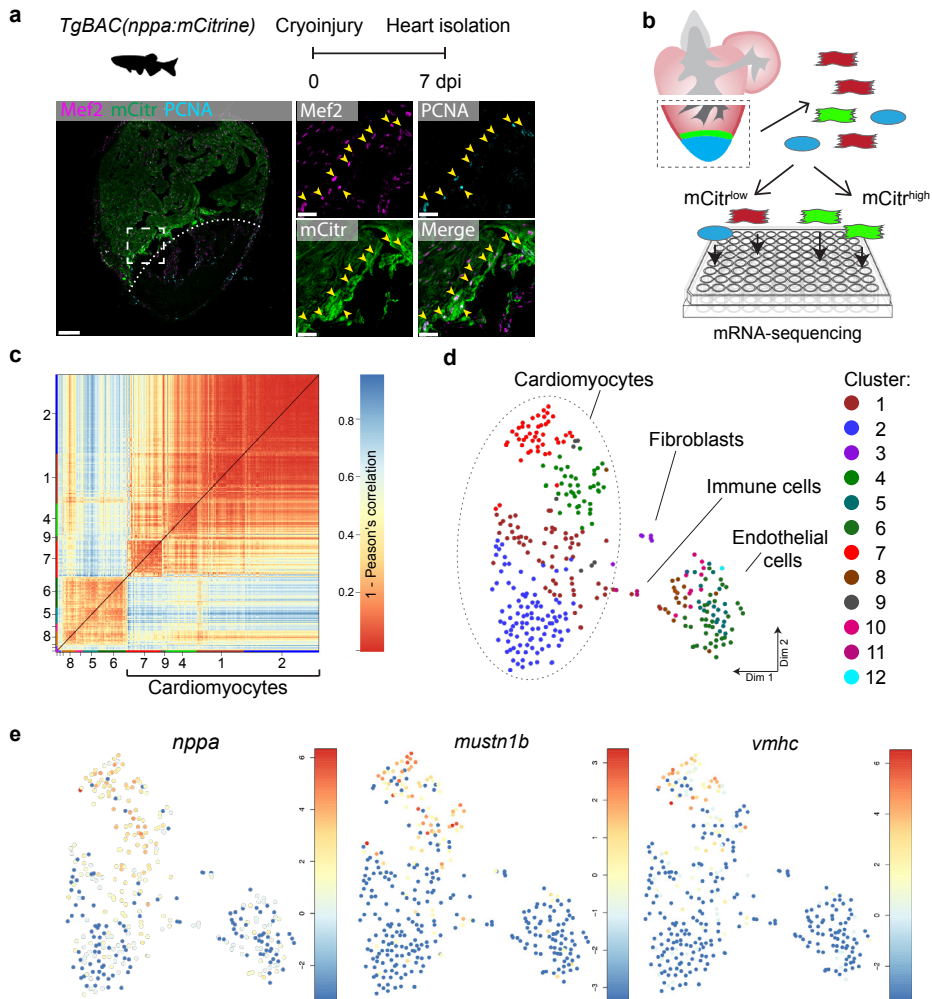 a
TgBAC(nppa:mCitrine)
Cryoinjury
Heart isolation
0
7 dpi
Mef2 mCitr PCNA
Mef2
PCNA
mCitr
Merge
b
mCitrlow
mCitrhigh
mRNA-sequencing
c
2
1
4
9
7
6
5
8
8 5 6 7 9 4 1 2
Cardiomyocytes
0.8
0.6
0.4
0.2
1 - Peason's correlation
d
Cardiomyocytes
Fibroblasts
Immune cells
Endothelial
cells
Dim 1
Dim 2
Cluster:
1
2
3
4
5
6
7
8
9
10
11
12
e
nppa
6
4
2
0
−2
mustn1b
3
2
1
0
−1
−2
−3
vmhc
6
4
2
0
−2